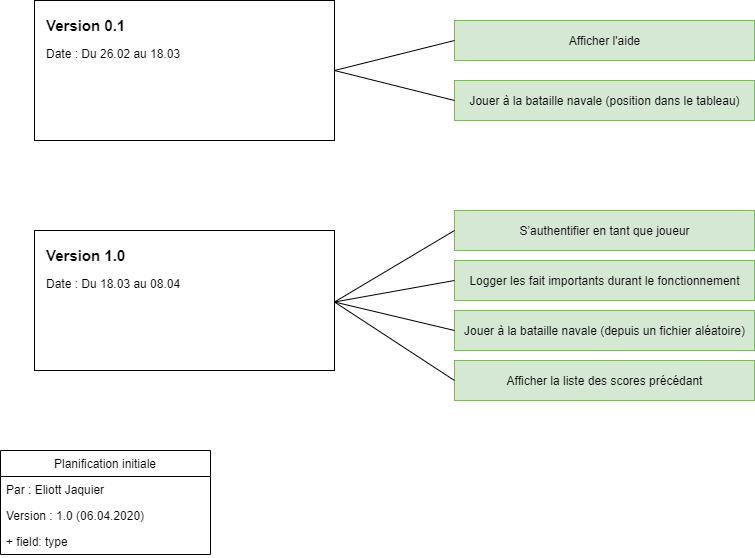 Version 0.1
Date : Du 26.02 au 18.03
Afficher l'aide
Jouer à la bataille navale (position dans le tableau)
Version 1.0
Date : Du 18.03 au 08.04
S'authentifier en tant que joueur
Logger les fait importants durant le fonctionnement
Jouer à la bataille navale (depuis un fichier aléatoire)
Afficher la liste des scores précédant
Planification initiale
Par : Eliott Jaquier
Version : 1.0 (06.04.2020)
+ field: type